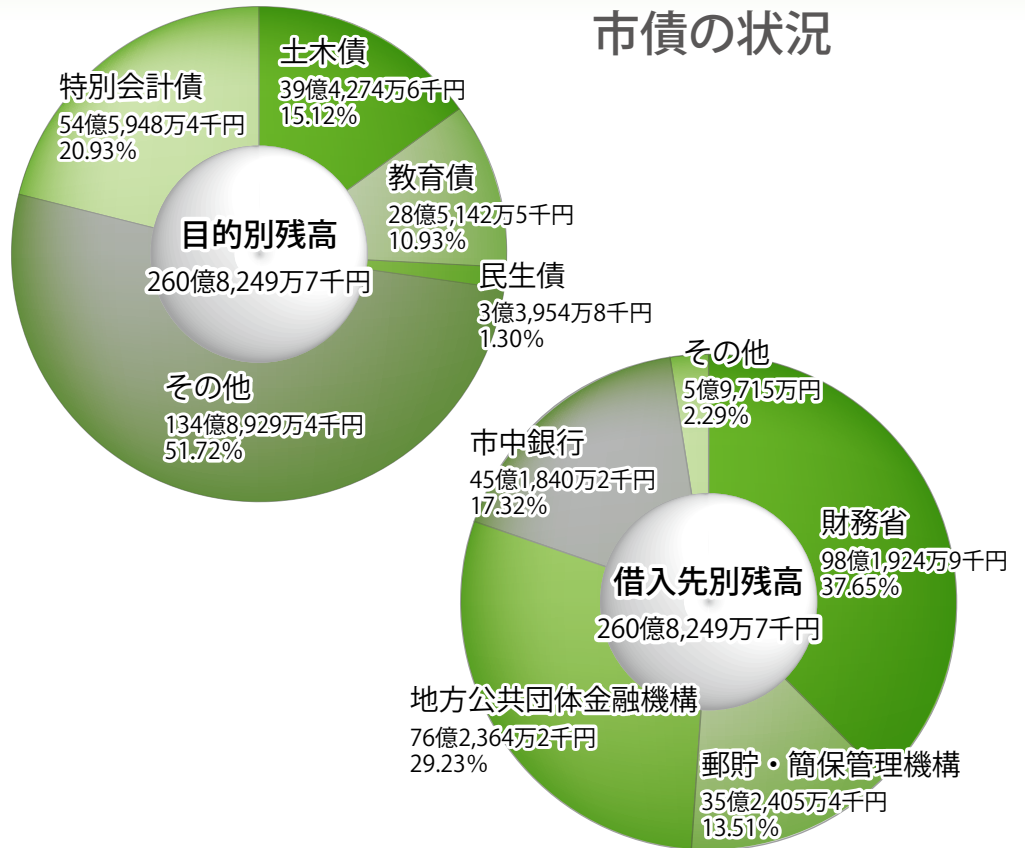 市債の状況
土木債
39億4,274万6千円
15.12%
教育債
28億5,142万5千円
10.93%
民生債
3億3,954万8千円
1.30%
その他
134億8,929万4千円
51.72%
特別会計債
54億5,948万4千円
20.93%
目的別残高
260億8,249万7千円
財務省
98億1,924万9千円
37.65%
郵貯・簡保管理機構
35億2,405万4千円
13.51%
地方公共団体金融機構
76億2,364万2千円
29.23%
市中銀行
45億1,840万2千円
17.32%
その他
5億9,715万円
2.29%
借入先別残高
260億8,249万7千円